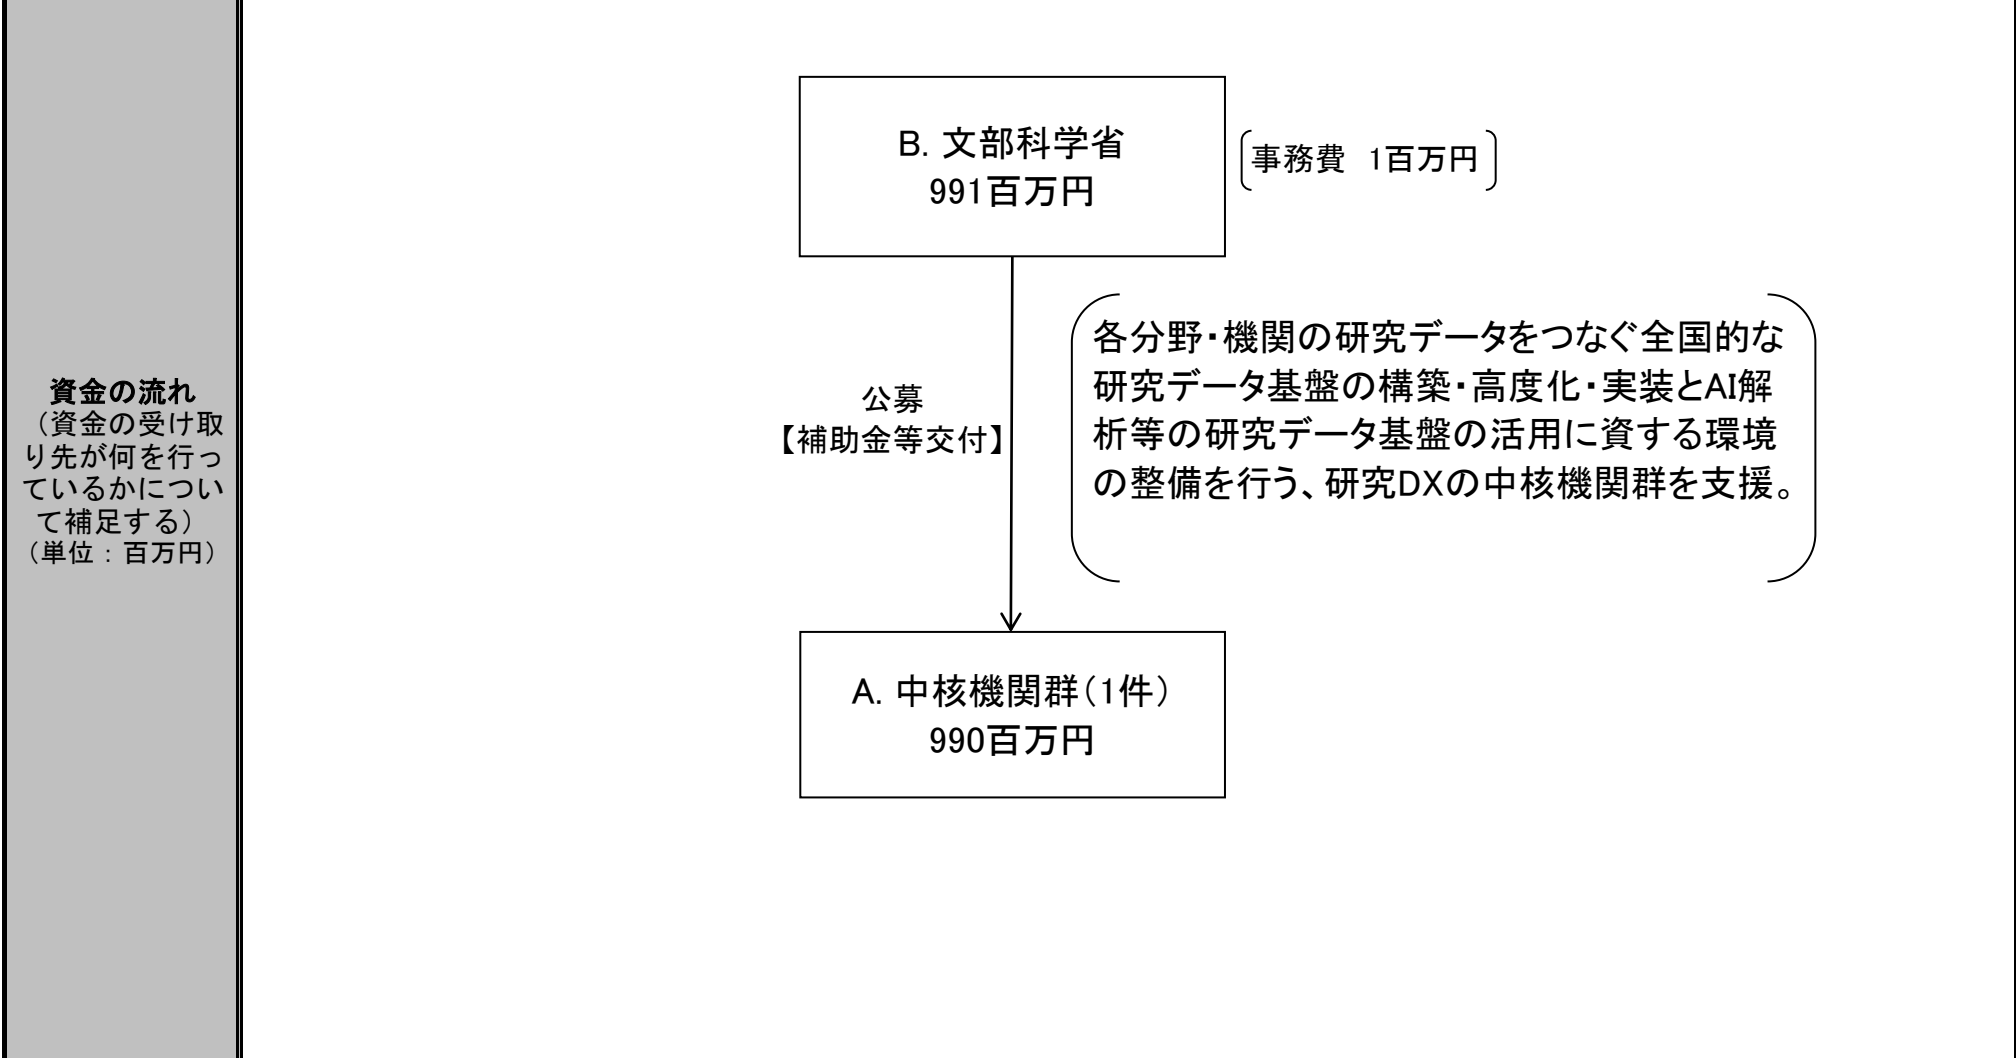 資金の流れ
（資金の受け取
り先が何を行っ
ているかについ
て補足する）
（単位：百万円）
B. 文部科学省
991百万円
事務費　1百万円
公募
【補助金等交付】
各分野・機関の研究データをつなぐ全国的な
研究データ基盤の構築・高度化・実装とAI解
析等の研究データ基盤の活用に資する環境
の整備を行う、研究DXの中核機関群を支援。
A. 中核機関群（1件）
990百万円